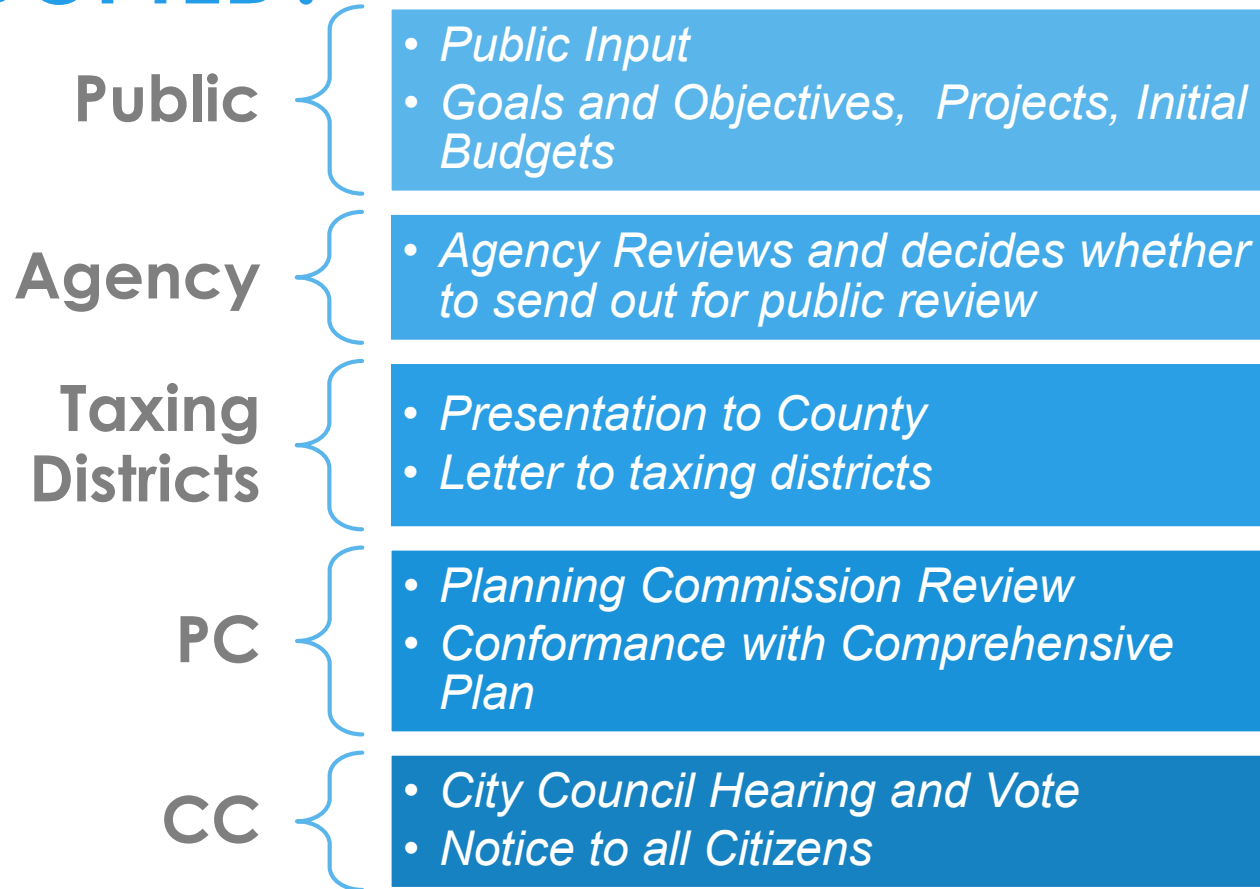 Public
• Public Input
• Goals and Objectives, Projects, Initial
Budgets
Agency
• Agency Reviews and decides whether
to send out for public review
Taxing
Districts
• Presentation to County
• Letter to taxing districts
PC
• Planning Commission Review
• Conformance with Comprehensive
Plan
CC
• City Council Hearing and Vote
• Notice to all Citizens